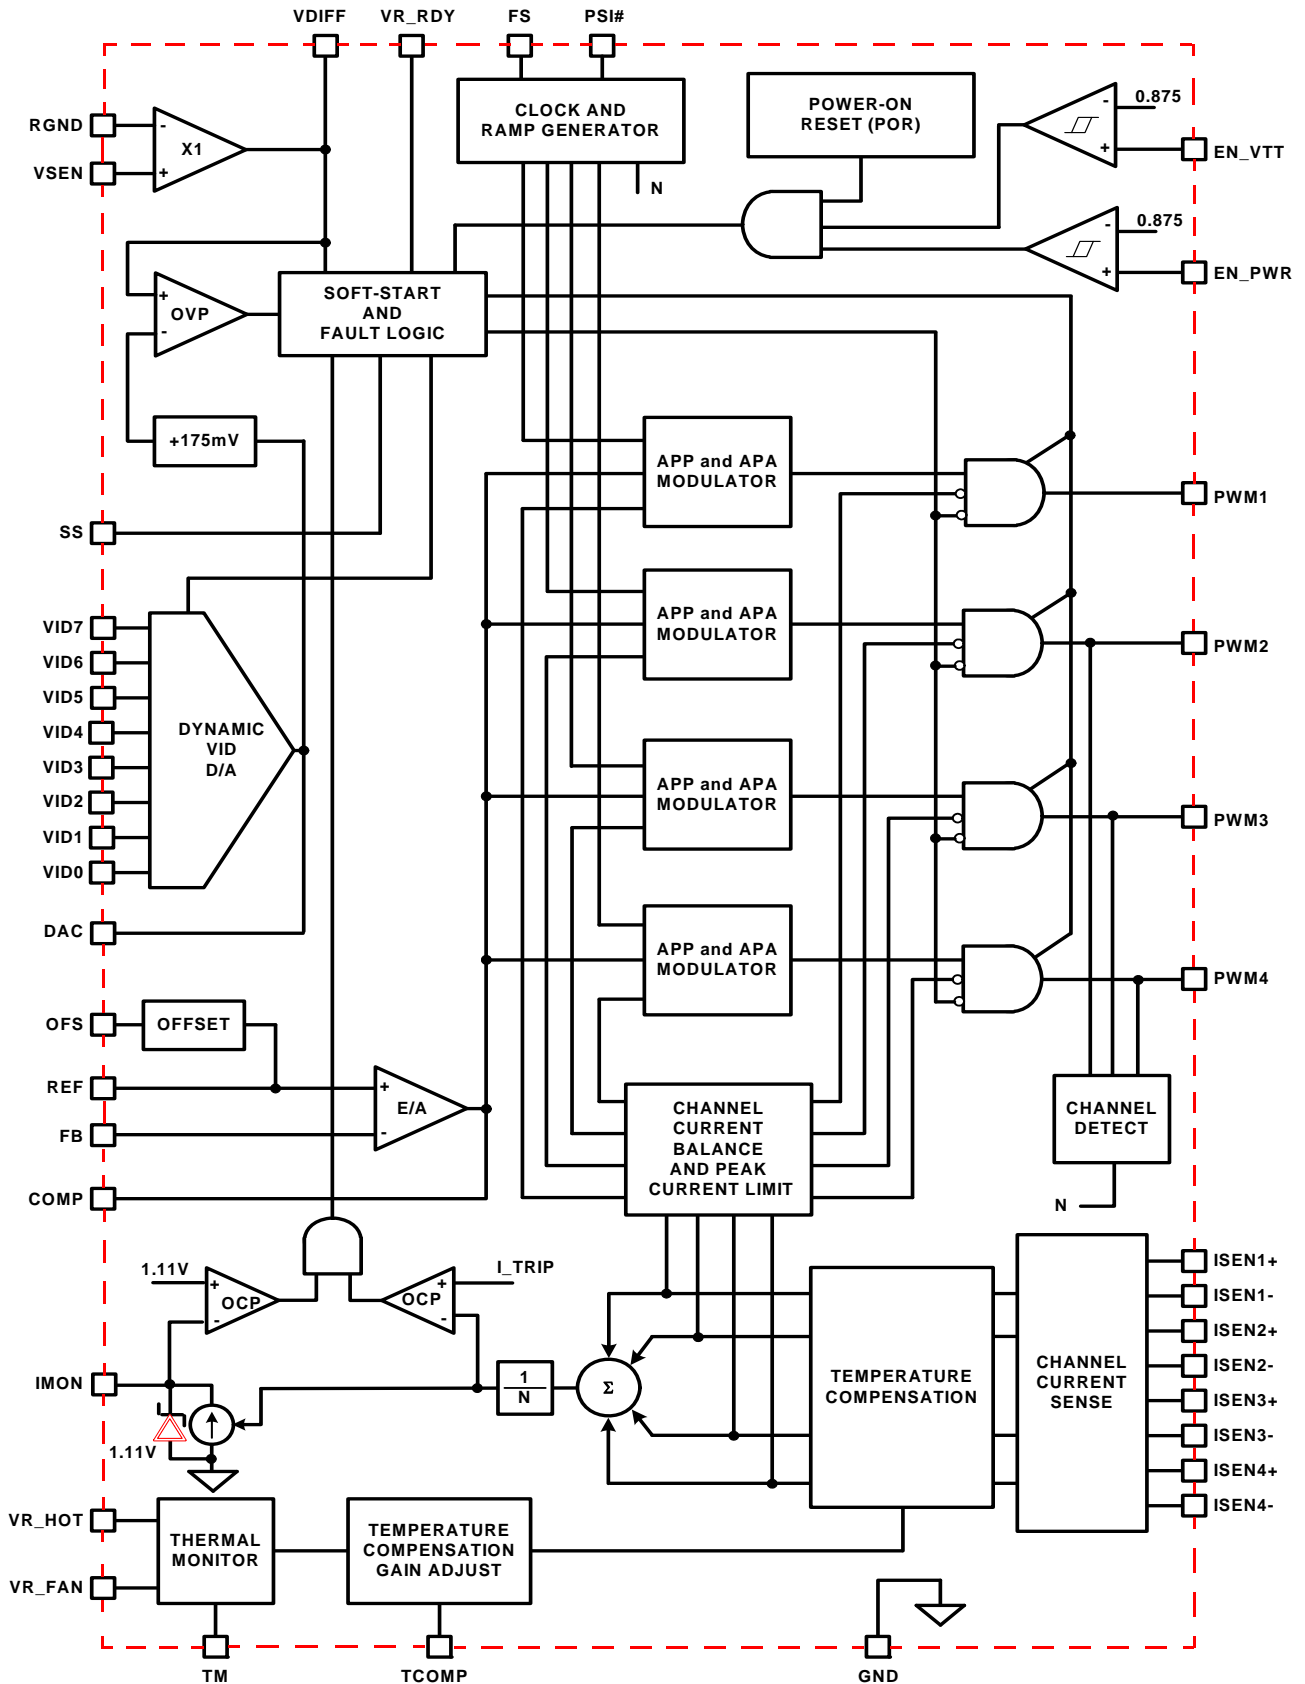 VDIFF VR_RDY FS PSI#
RGND
VSEN
-
X1
+
CLOCK AND
RAMP GENERATOR
N
POWER-ON
RESET (POR)
-
0.875
+
EN_VTT
-
0.875
+
EN_PWR
+
OVP
-
SOFT-START
AND
FAULT LOGIC
+175mV
SS
APP and APA
MODULATOR
PWM1
VID7
VID6
VID5
VID4
VID3
VID2
VID1
VID0
DYNAMIC
VID
D/A
APP and APA
MODULATOR
PWM2
APP and APA
MODULATOR
PWM3
DAC
APP and APA
MODULATOR
PWM4
OFS
OFFSET
REF
FB
+
E/A
-
COMP
CHANNEL
CURRENT
BALANCE
AND PEAK
CURRENT LIMIT
CHANNEL
DETECT
N
1.11V
+
OCP
-
I_TRIP
+
OCP
-
IMON
1.11V
1
N
Σ
TEMPERATURE
COMPENSATION
CHANNEL
CURRENT
SENSE
ISEN1+
ISEN1-
ISEN2+
ISEN2-
ISEN3+
ISEN3-
ISEN4+
ISEN4-
VR_HOT
VR_FAN
THERMAL
MONITOR
TEMPERATURE
COMPENSATION
GAIN ADJUST
TM
TCOMP
GND